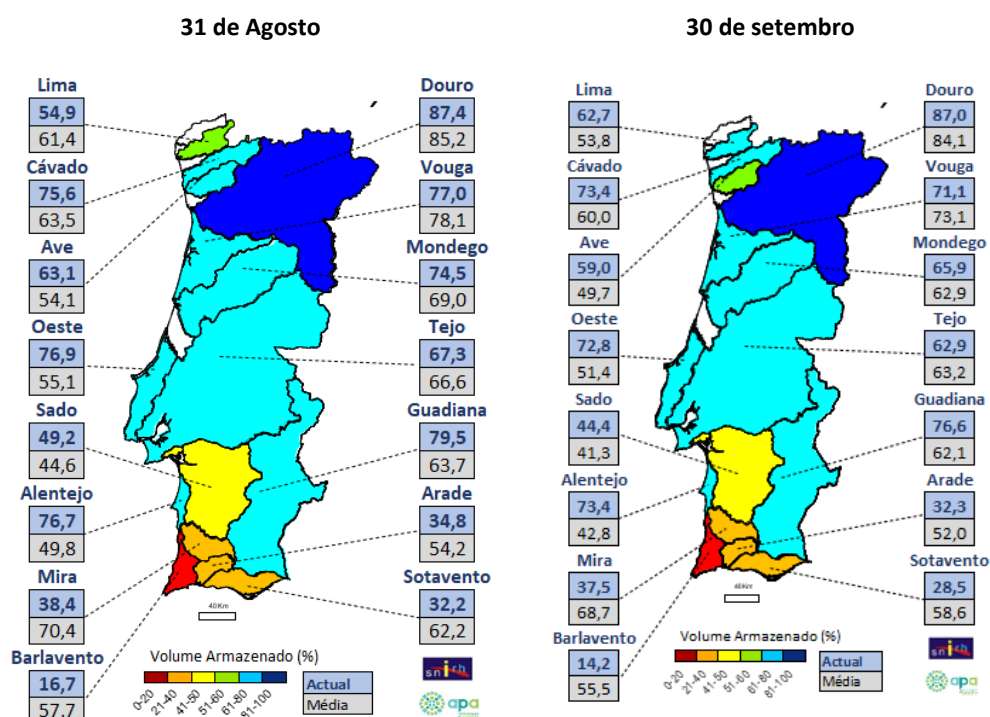 31 de Agosto
Lima
54,9
61,4
Cávado
75,6
63,5
Ave
63,1
54,1
Oeste
76,9
55,1
Sado
49,2
44,6
Alentejo
76,7
49,8
Mira
38,4
70,4
Barlavento
16,7
57,7
Douro
87,4
85,2
Vouga
77,0
78,1
Mondego
74,5
69,0
Tejo
67,3
66,6
Guadiana
79,5
63,7
Arade
34,8
54,2
Sotavento
32,2
62,2
40 Km
Volume Armazenado (%)
0-20
21-40
41-50
51-60
61-80
81-100
Actual
Média
snirh
apa
30 de setembro
Lima
62,7
53,8
Cávado
73,4
60,0
Ave
59,0
49,7
Oeste
72,8
51,4
Sado
44,4
41,3
Alentejo
73,4
42,8
Mira
37,5
68,7
Barlavento
14,2
55,5
Douro
87,0
84,1
Vouga
71,1
73,1
Mondego
65,9
62,9
Tejo
62,9
63,2
Guadiana
76,6
62,1
Arade
32,3
52,0
Sotavento
28,5
58,6
40 Km
Volume Armazenado (%)
0-20
21-40
41-50
51-60
61-80
81-100
Actual
Média
snirh
apa